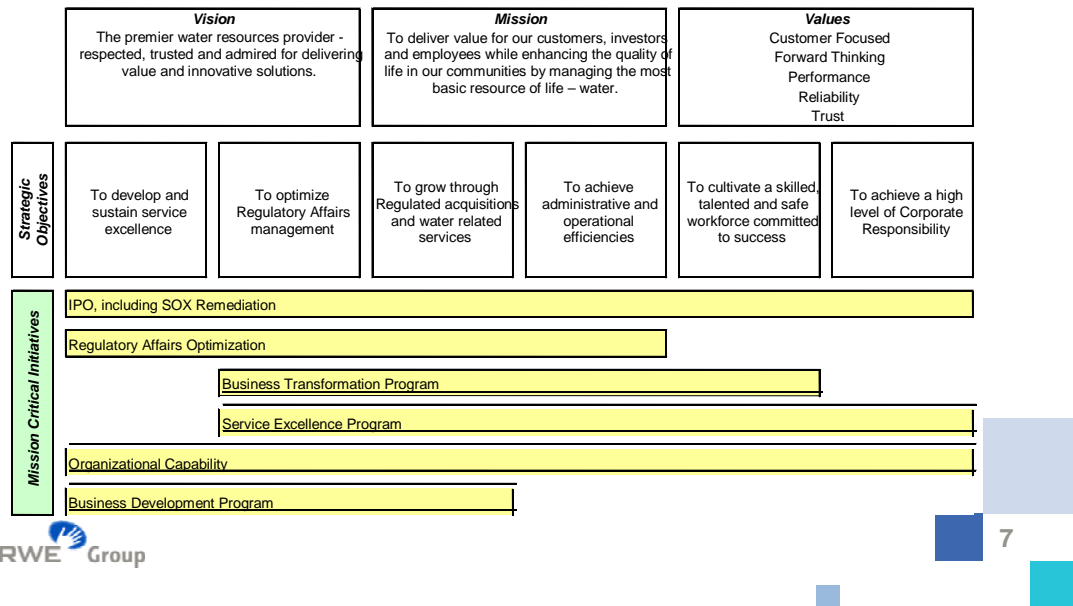 Vision
The premier water resources provider -
respected, trusted and admired for delivering
value and innovative solutions.
Mission
To deliver value for our customers, investors
and employees while enhancing the quality of
life in our communities by managing the most
basic resource of life – water.
Values
Customer Focused
Forward Thinking
Performance
Reliability
Trust
Strategic
Objectives
To develop and
sustain service
excellence
To optimize
Regulatory Affairs
management
To grow through
Regulated acquisitions
and water related
services
To achieve
administrative and
operational
efficiencies
To cultivate a skilled,
talented and safe
workforce committed
to success
To achieve a high
level of Corporate
Responsibility
Mission Critical Initiatives
IPO, including SOX Remediation
Regulatory Affairs Optimization
Business Transformation Program
Service Excellence Program
Organizational Capability
Business Development Program
RWE Group
7